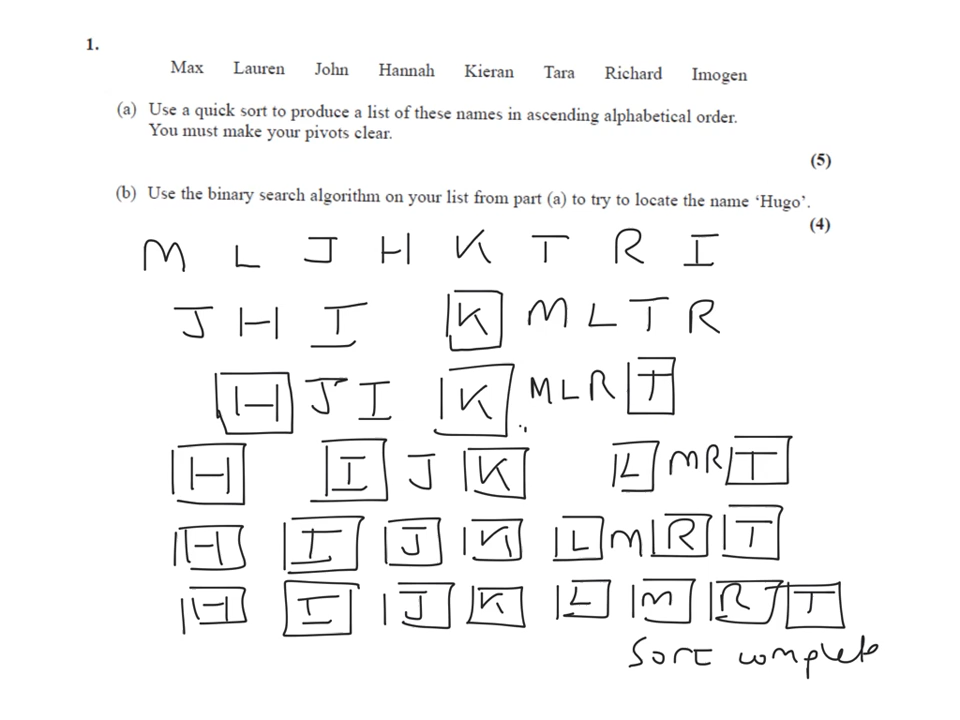 1.
Max Lauren John Hannah Kieran Tara Richard Imogen
(a) Use a quick sort to produce a list of these names in ascending alphabetical order.
You must make your pivots clear.
(5)
(b) Use the binary search algorithm on your list from part (a) to try to locate the name ‘Hugo’.
(4)
M L J H K T R I
J H I K M L T R
H J I K M L R T
H I J K L M R T
H I J K L M R T
H I J K L M R T
Sort complete